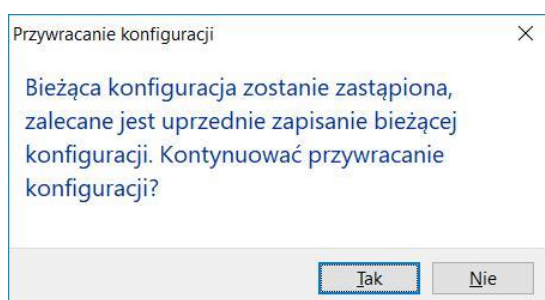 Przywracanie konfiguracji
Bieżąca konfiguracja zostanie zastąpiona,
zalecane jest uprzednie zapisanie bieżącej
konfiguracji. Kontynuować przywracanie
konfiguracji?
Tak Nie